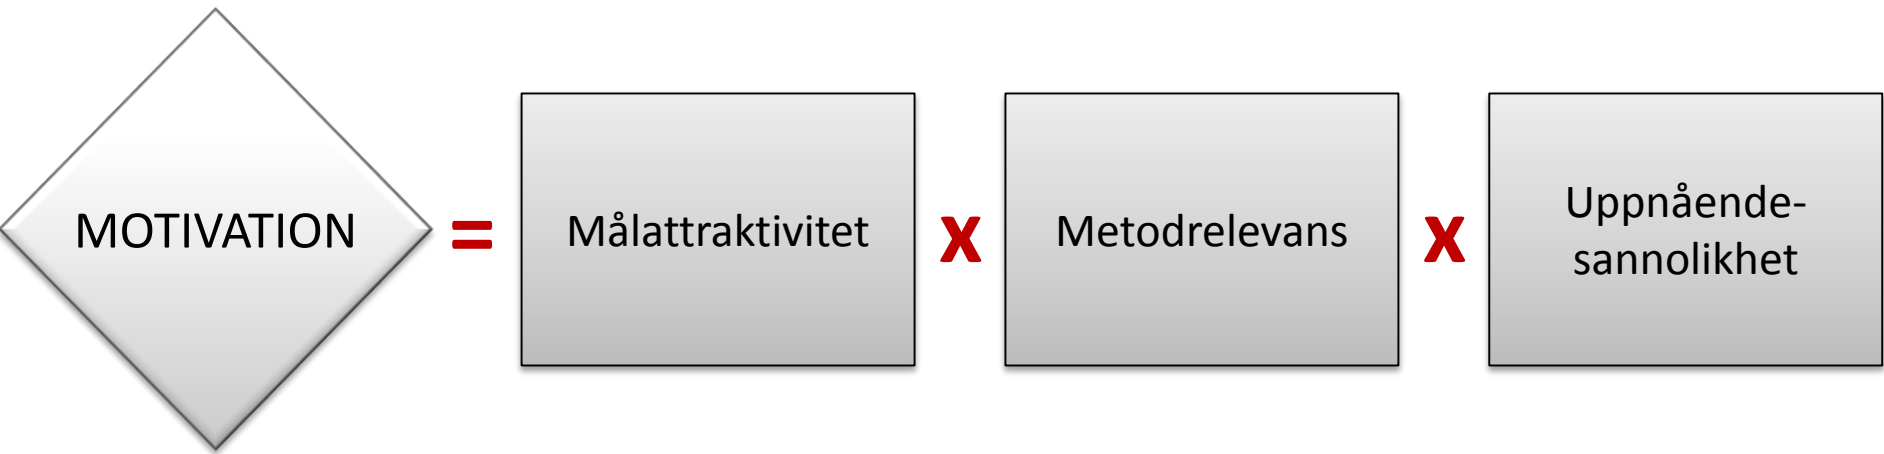 MOTIVATION = Målattraktivitet x Metodrelevans x Uppnående-
sannolikhet